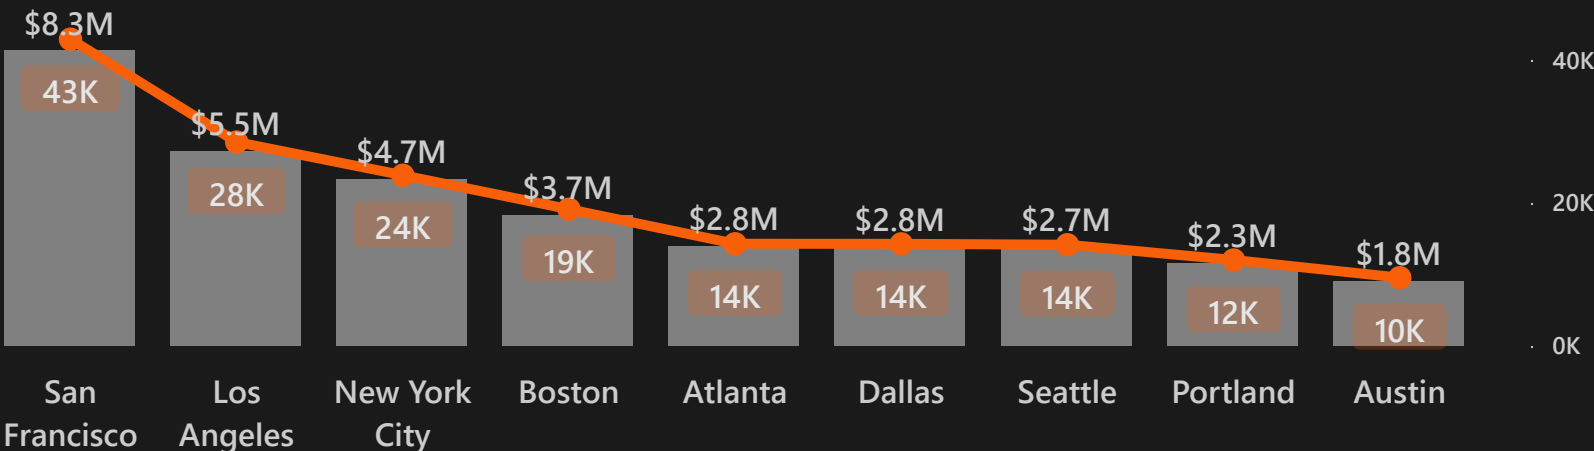 $8.3M
43K
$5.5M
28K
$4.7M
24K
$3.7M
19K
$2.8M
14K
$2.8M
14K
$2.7M
14K
$2.3M
12K
$1.8M
10K
40K
20K
0K
San
Francisco
Los
Angeles
New York
City
Boston
Atlanta
Dallas
Seattle
Portland
Austin